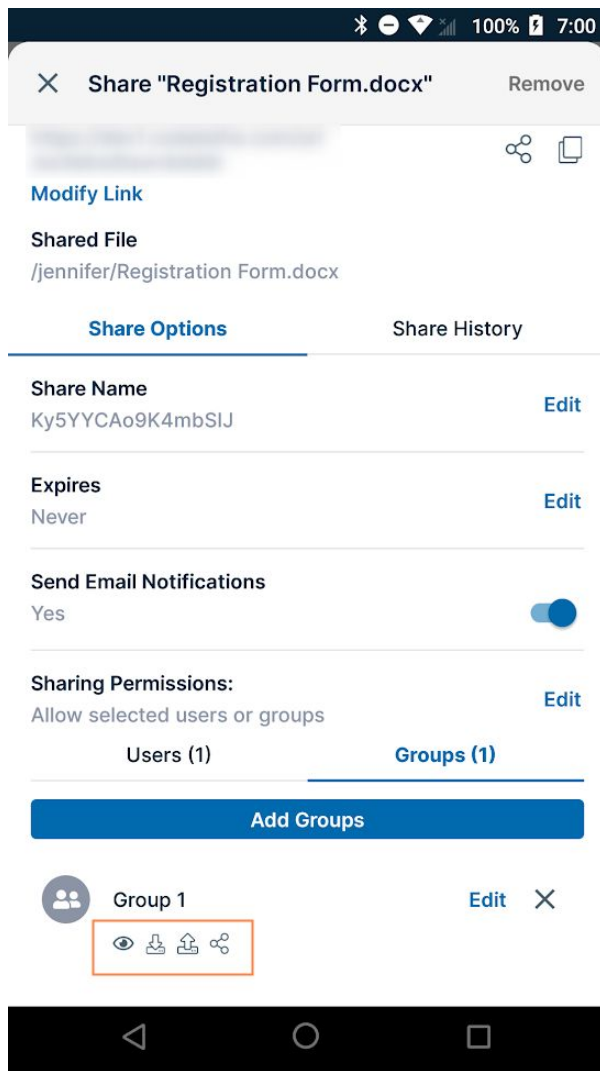 100% 7:00
Share "Registration Form.docx" Remove
Modify Link
Shared File
/jennifer/Registration Form.docx
Share Options Share History
Share Name
Edit
Ky5YYCAo9K4mbSIJ
Expires
Edit
Never
Send Email Notifications
Yes
Sharing Permissions:
Edit
Allow selected users or groups
Users (1) Groups (1)
Add Groups
Group 1 Edit